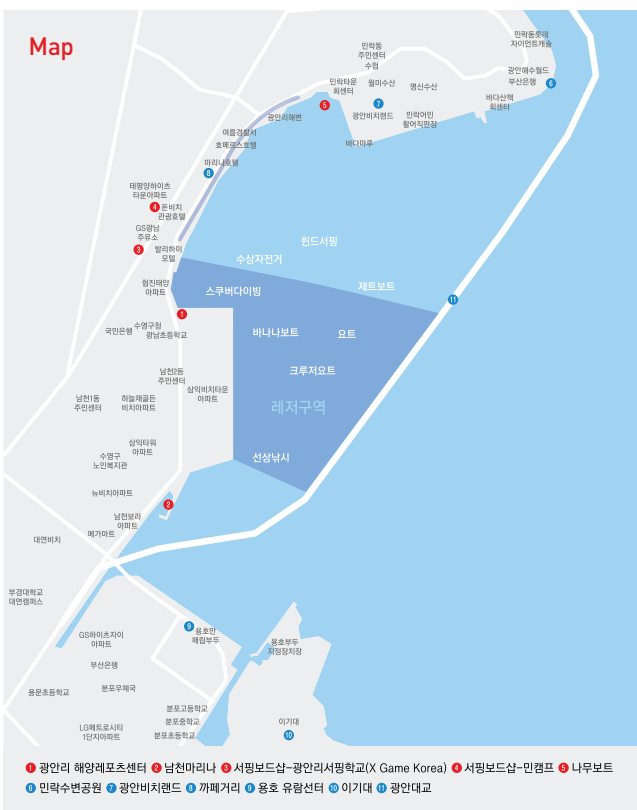 Map
민락동롯데
자이언트캐슬
민락동
주민센터
수협
광안해수월드
부산은행
6
민락타운
회센터
월미수산
명신수산
5
7
바다산책
회센타
광안리해변
광안비치랜드
민락어민
활어직판장
여름경찰서
호메르스호텔
바다마루
아리나호텔
8
태평양하이츠
타운아파트
4
돈비치
관광호텔
GS광남
주유소
3
발리하이
모텔
윈드서핑
수상자전거
협진태양
아파트
스쿠버다이빙
제트보트
11
1
국민은행
수영구청
광남초등학교
바나나보트
요트
남천2동
주민센터
크루저요트
삼익비치타운
아파트
남천1동
주민센터
하늘채골든
비치아파트
레저구역
삼익타워
아파트
수영구
노인복지관
선상낚시
뉴비치아파트
2
남천보라
아파트
메가마트
대연비치
부경대학교
대연캠퍼스
9
용호만
매립부두
GS하이츠자이
아파트
용호부두
지정장치장
부산은행
용문초등학교
분포우체국
분포고등학교
분포중학교
분포초등학교
LG메트로시티
1단지아파트
이기대
10
1 광안리 해양레포츠센터 2 남천마리나 3 서핑보드샵-광안리서핑학교(X Game Korea) 4 서핑보드샵-민캠프 5 나무보트
6 민락수변공원 7 광안비치랜드 8 까페거리 9 용호 유람선터 10 이기대 11 광안대교